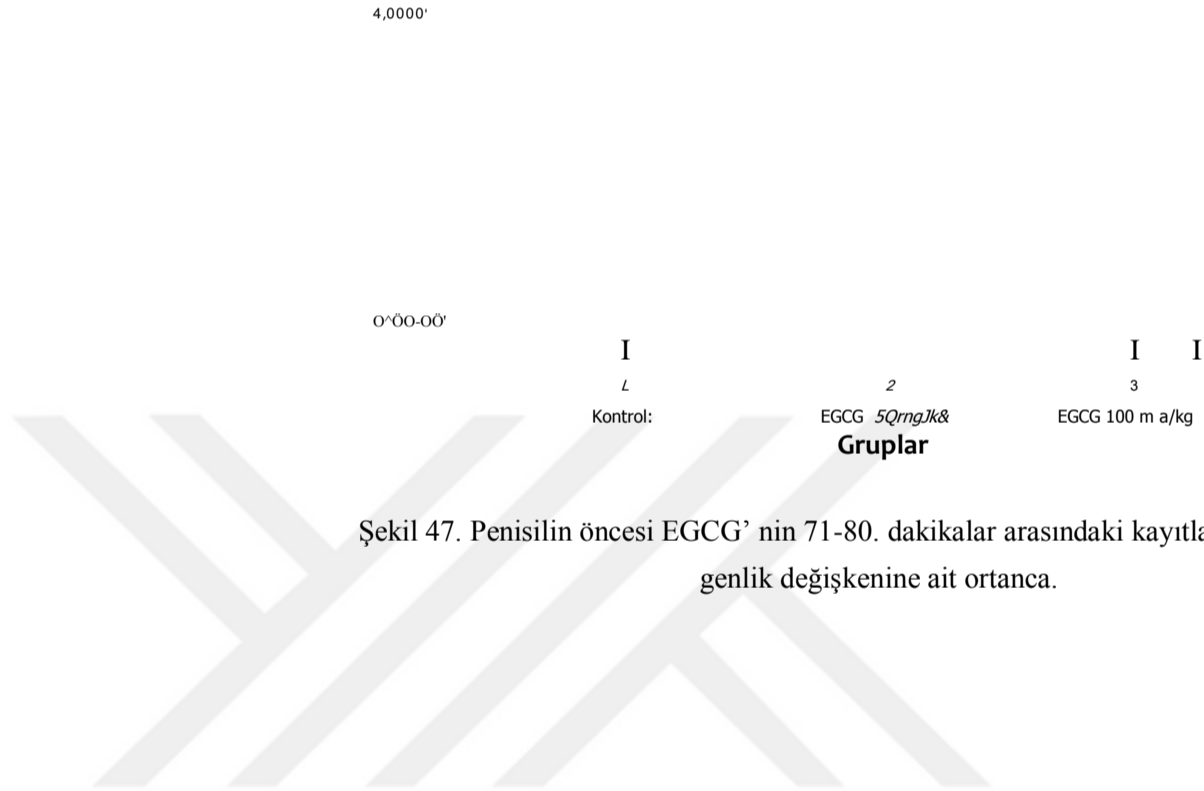 4,0000'
O^ÖO-OÖ'
I I I
L 2 3
Kontrol: EGCG 5QrngJk& EGCG 100 m a/kg
Gruplar
Şekil 47. Penisilin öncesi EGCG' nin 71-80. dakikalar arasındaki kayıtla
genlik değişkenine ait ortanca.